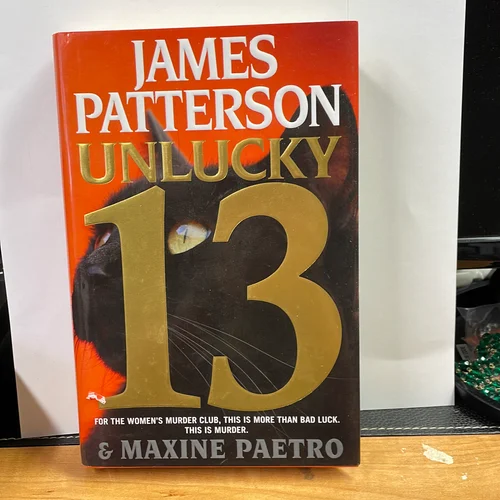 JAMES
PATTERSON
UNLUCKY
13
FOR THE WOMEN'S MURDER CLUB, THIS IS MORE THAN BAD LUCK.
THIS IS MURDER.
& MAXINE PAETRO